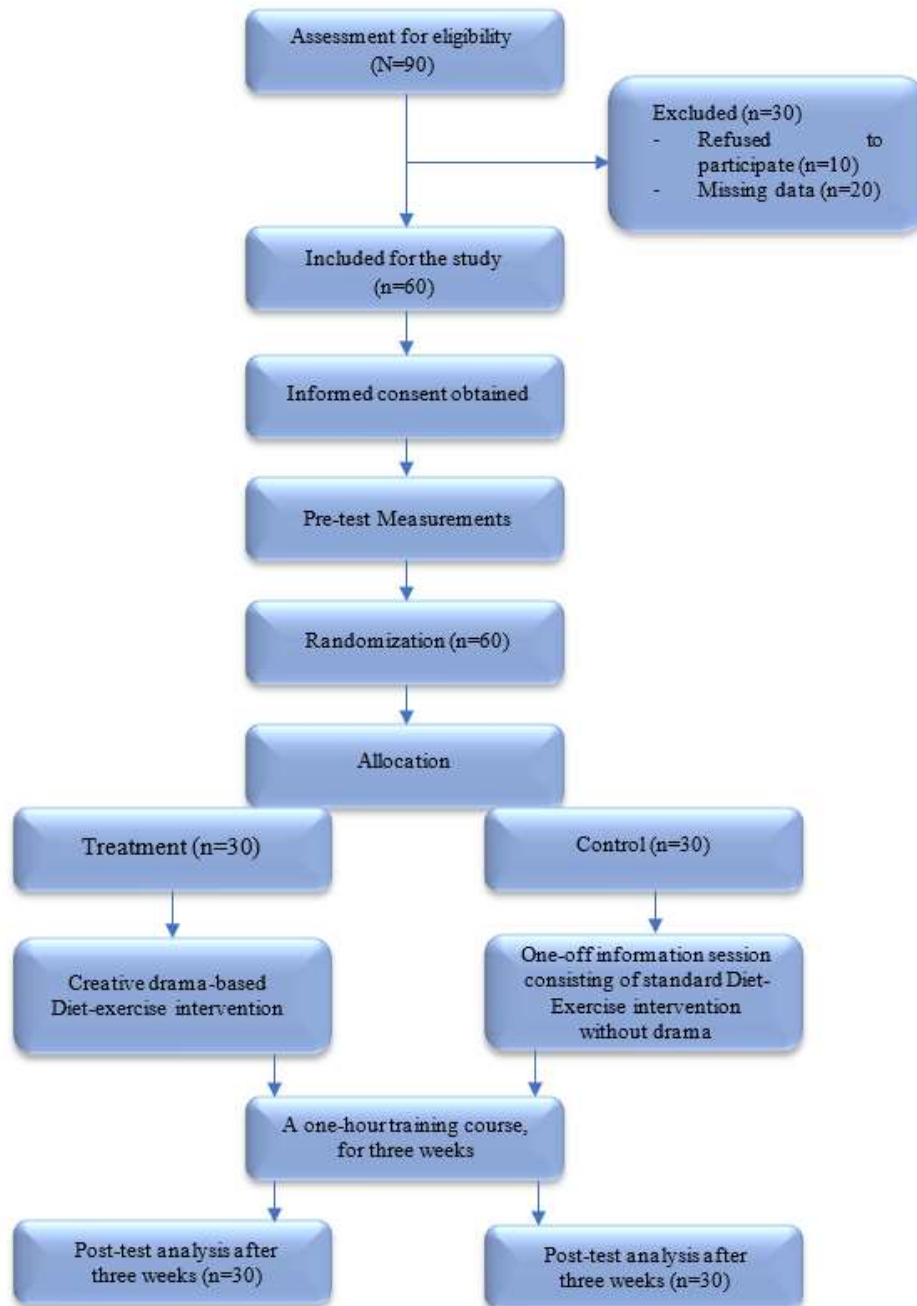 Assessment for eligibility
(N=90)
Excluded (n=30)
- Refused to
participate (n=10)
- Missing data (n=20)
Included for the study
(n=60)
Informed consent obtained
Pre-test Measurements
Randomization (n=60)
Allocation
Treatment (n=30)
Control (n=30)
Creative drama-based
Diet-exercise intervention
One-off information session
consisting of standard Diet-
Exercise intervention
without drama
A one-hour training course,
for three weeks
Post-test analysis after
three weeks (n=30)
Post-test analysis after
three weeks (n=30)